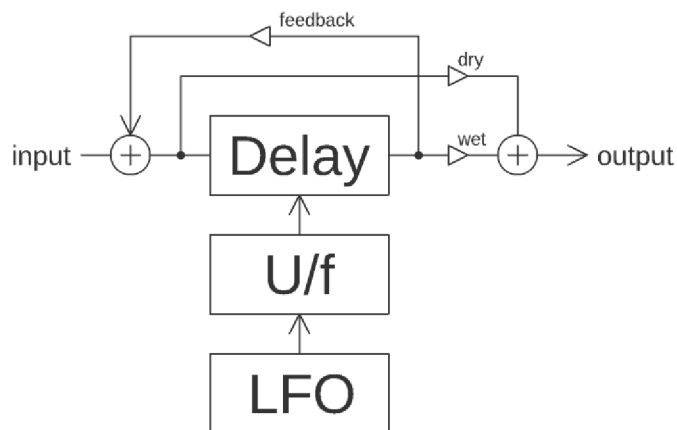 feedback
dry
input
+
Delay
wet
+
output
U/f
LFO